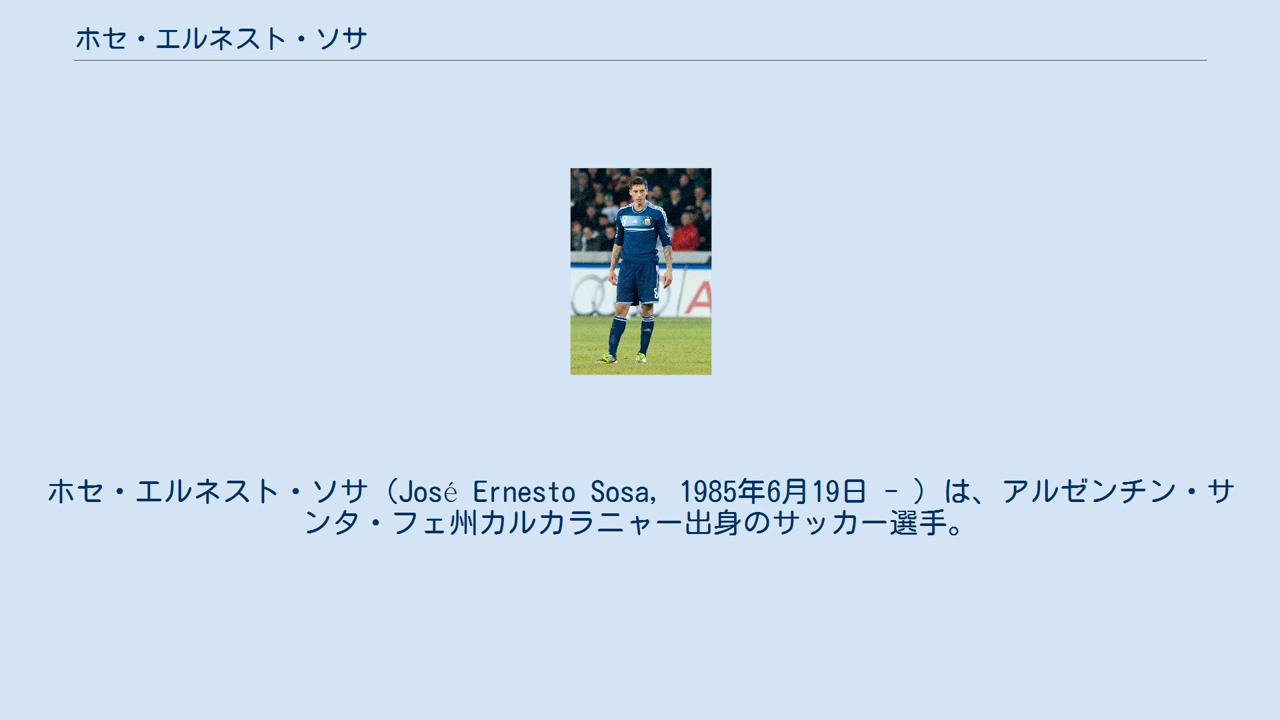 ホセ・エルネスト・ソサ
ホセ・エルネスト・ソサ（José Ernesto Sosa, 1985年6月19日 - ）は、アルゼンチン・サ
ンタ・フェ州カルカラニャー出身のサッカー選手。